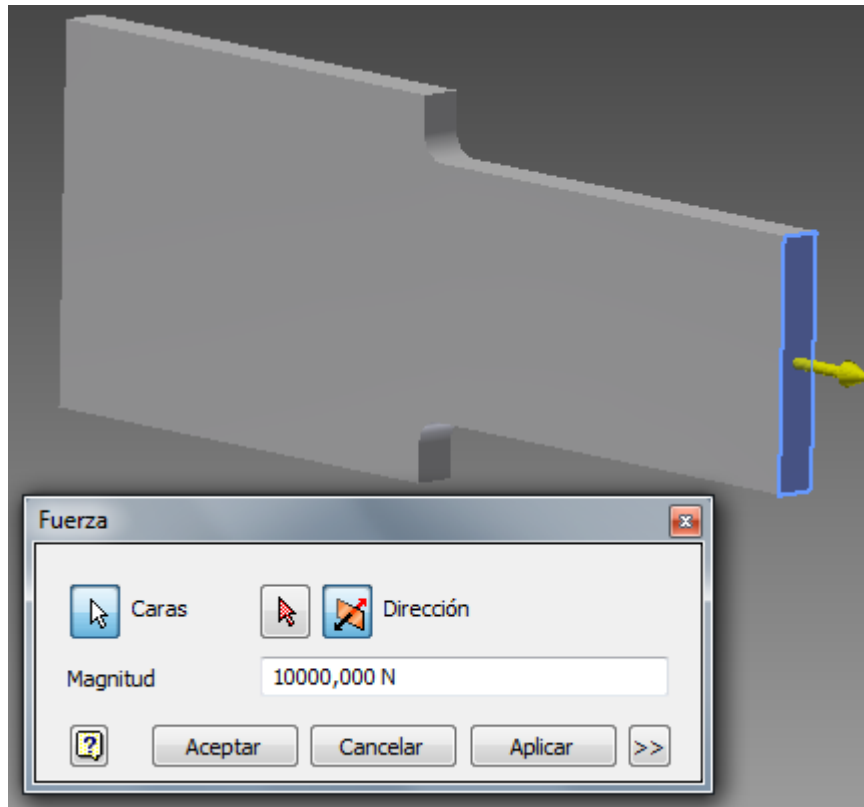 Fuerza
Caras
Dirección
Magnitud
10000,000 N
?
Aceptar
Cancelar
Aplicar
>>